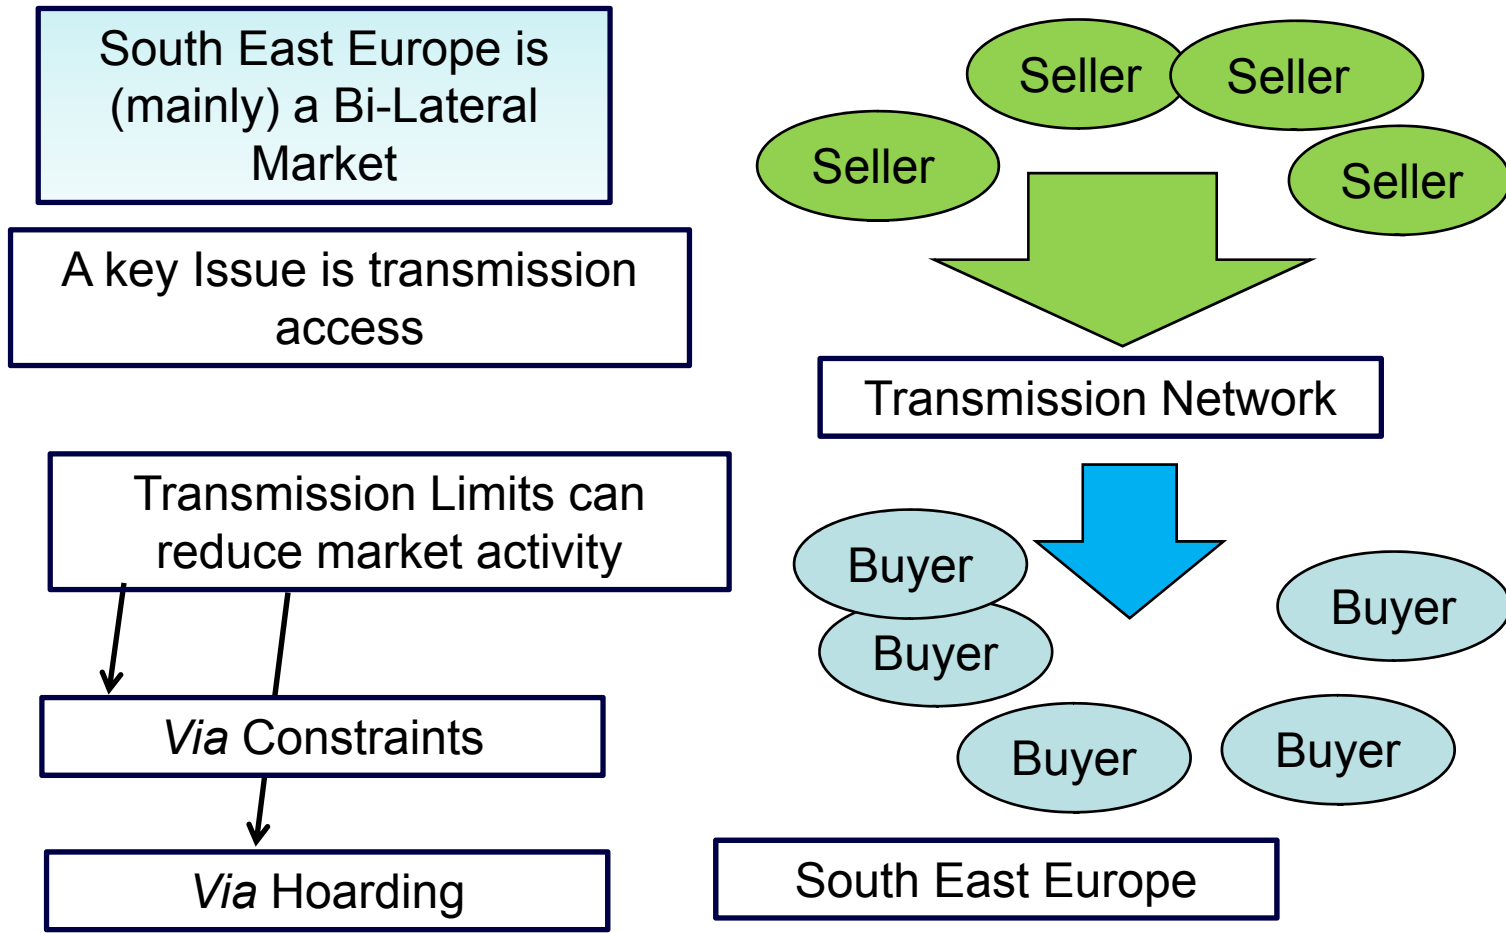 South East Europe is
(mainly) a Bi-Lateral
Market
A key Issue is transmission
access
Transmission Limits can
reduce market activity
Via Constraints
Via Hoarding
Seller
Seller
Seller
Seller
Transmission Network
Buyer
Buyer
Buyer
Buyer
Buyer
South East Europe